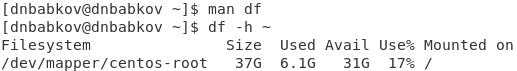 [dnbabkov@dnbabkov ~]$ man df
[dnbabkov@dnbabkov ~]$ df -h ~
Filesystem               Size  Used Avail Use% Mounted on
/dev/mapper/centos-root   37G  6.1G   31G  17% /